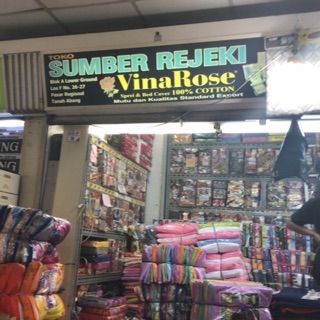 TOKO
SUMBER REJEKI
Blok A Lower Ground
Los F No. 26-27
Pasar Regional
Tanah Abang
VinaRose
Sprei & Bed Cover 100% COTTON
Mutu dan Kualitas Standard Export
NG